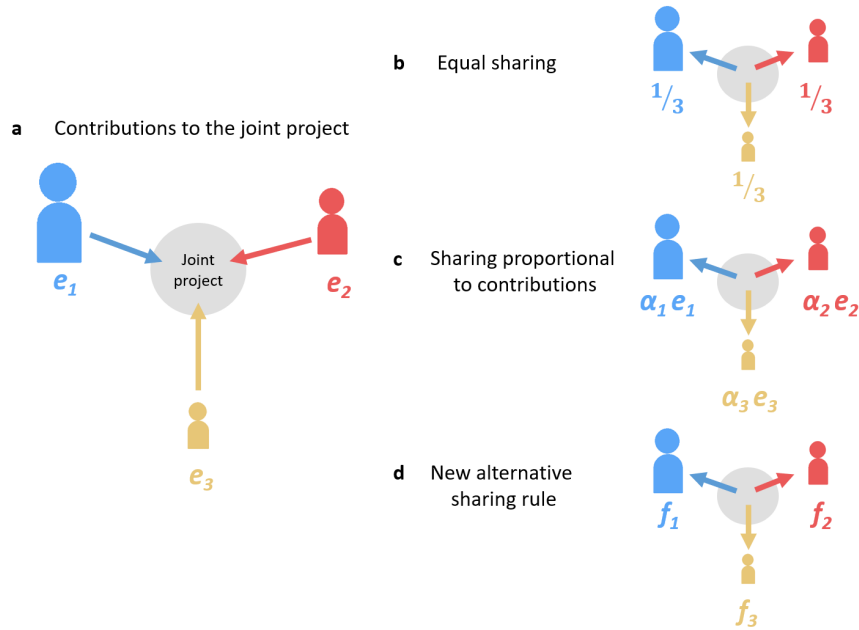 a Contributions to the joint project
e1
e2
Joint
project
e3
b Equal sharing
1/3
1/3
1/3
c Sharing proportional
to contributions
α1 e1
α2 e2
α3 e3
d New alternative
sharing rule
f1
f2
f3